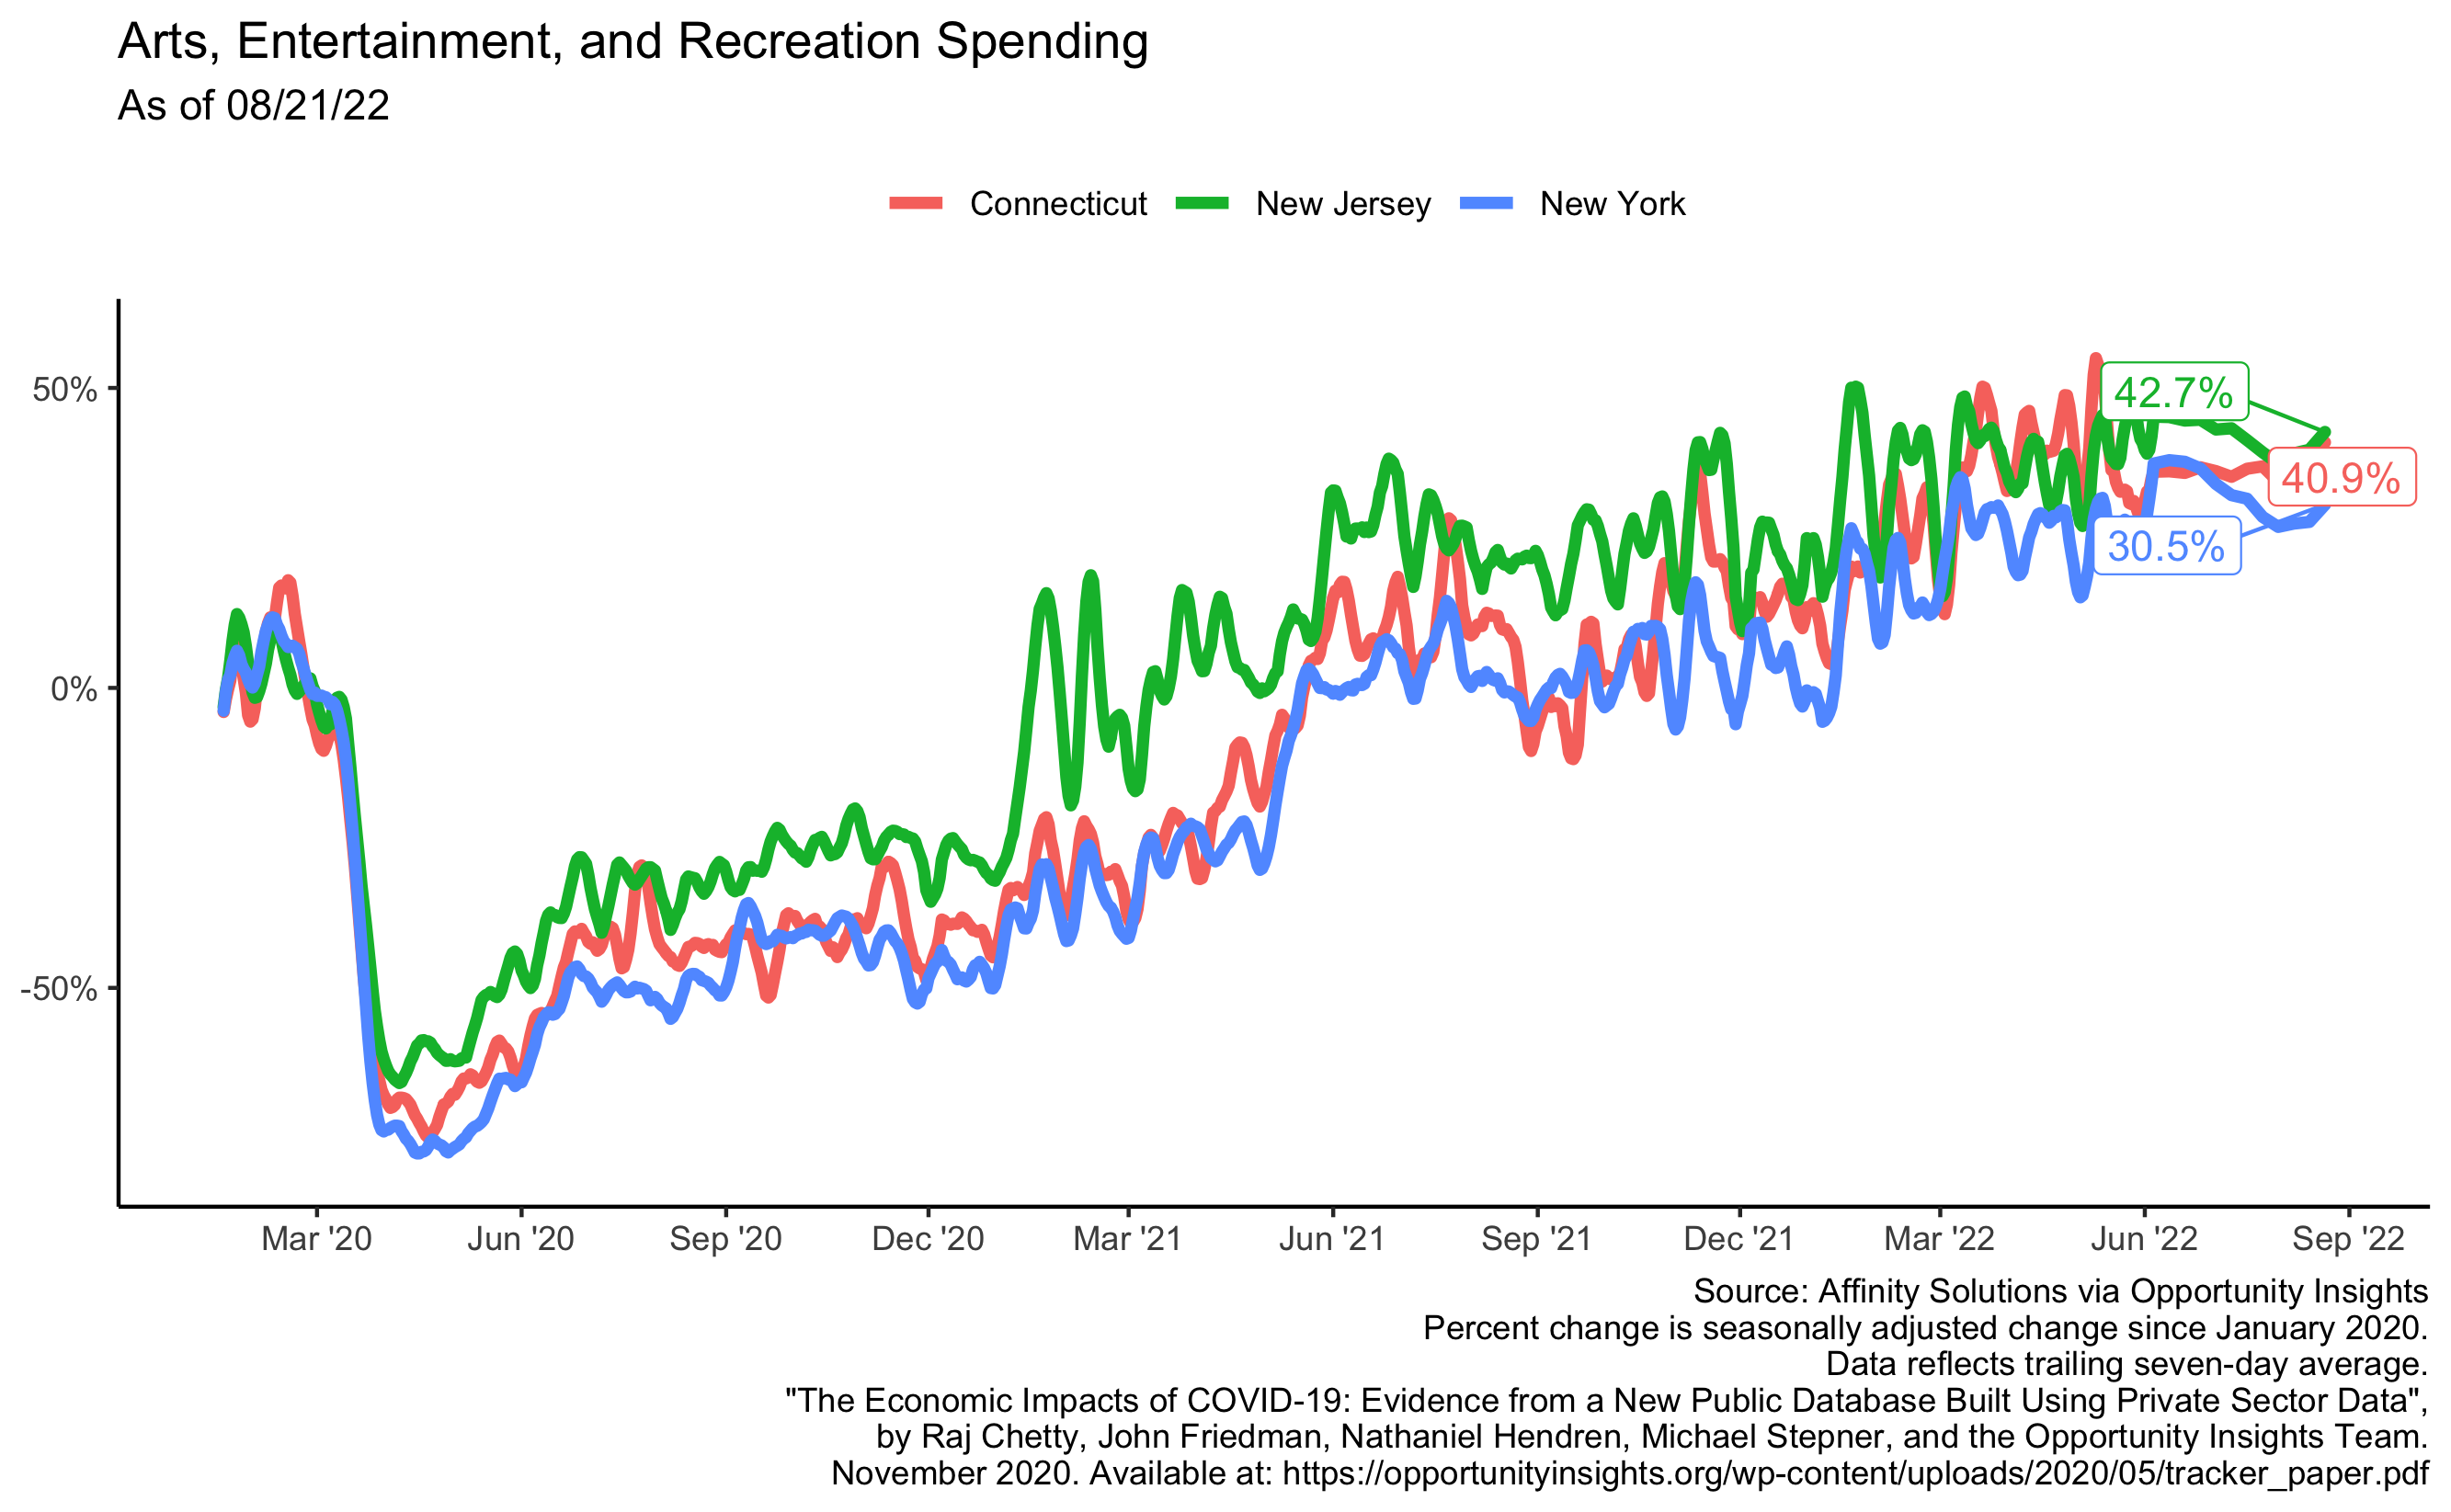 Arts, Entertainment, and Recreation Spending
As of 08/21/22
Connecticut New Jersey New York
50%
0%
-50%
42.7%
40.9%
30.5%
Mar '20 Jun '20 Sep '20 Dec '20 Mar '21 Jun '21 Sep '21 Dec '21 Mar '22 Jun '22 Sep '22
Source: Affinity Solutions via Opportunity Insights
Percent change is seasonally adjusted change since January 2020.
Data reflects trailing seven-day average.
"The Economic Impacts of COVID-19: Evidence from a New Public Database Built Using Private Sector Data",
by Raj Chetty, John Friedman, Nathaniel Hendren, Michael Stepner, and the Opportunity Insights Team.
November 2020. Available at: https://opportunityinsights.org/wp-content/uploads/2020/05/tracker_paper.pdf